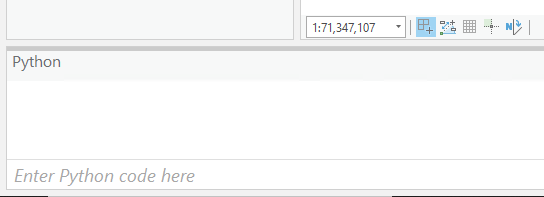 1:71,347,107
Python
Enter Python code here